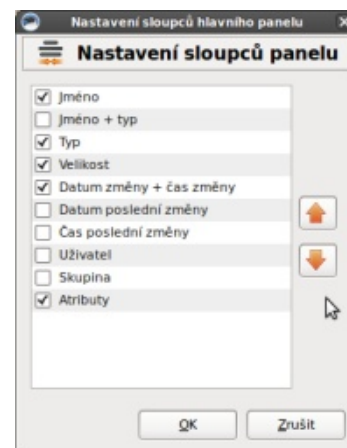 Nastavení sloupců hlavního panelu
Nastavení sloupců panelu
Jméno
Jméno + typ
Typ
Velikost
Datum změny + čas změny
Datum poslední změny
Čas poslední změny
Uživatel
Skupina
Atributy
OK
Zrušit